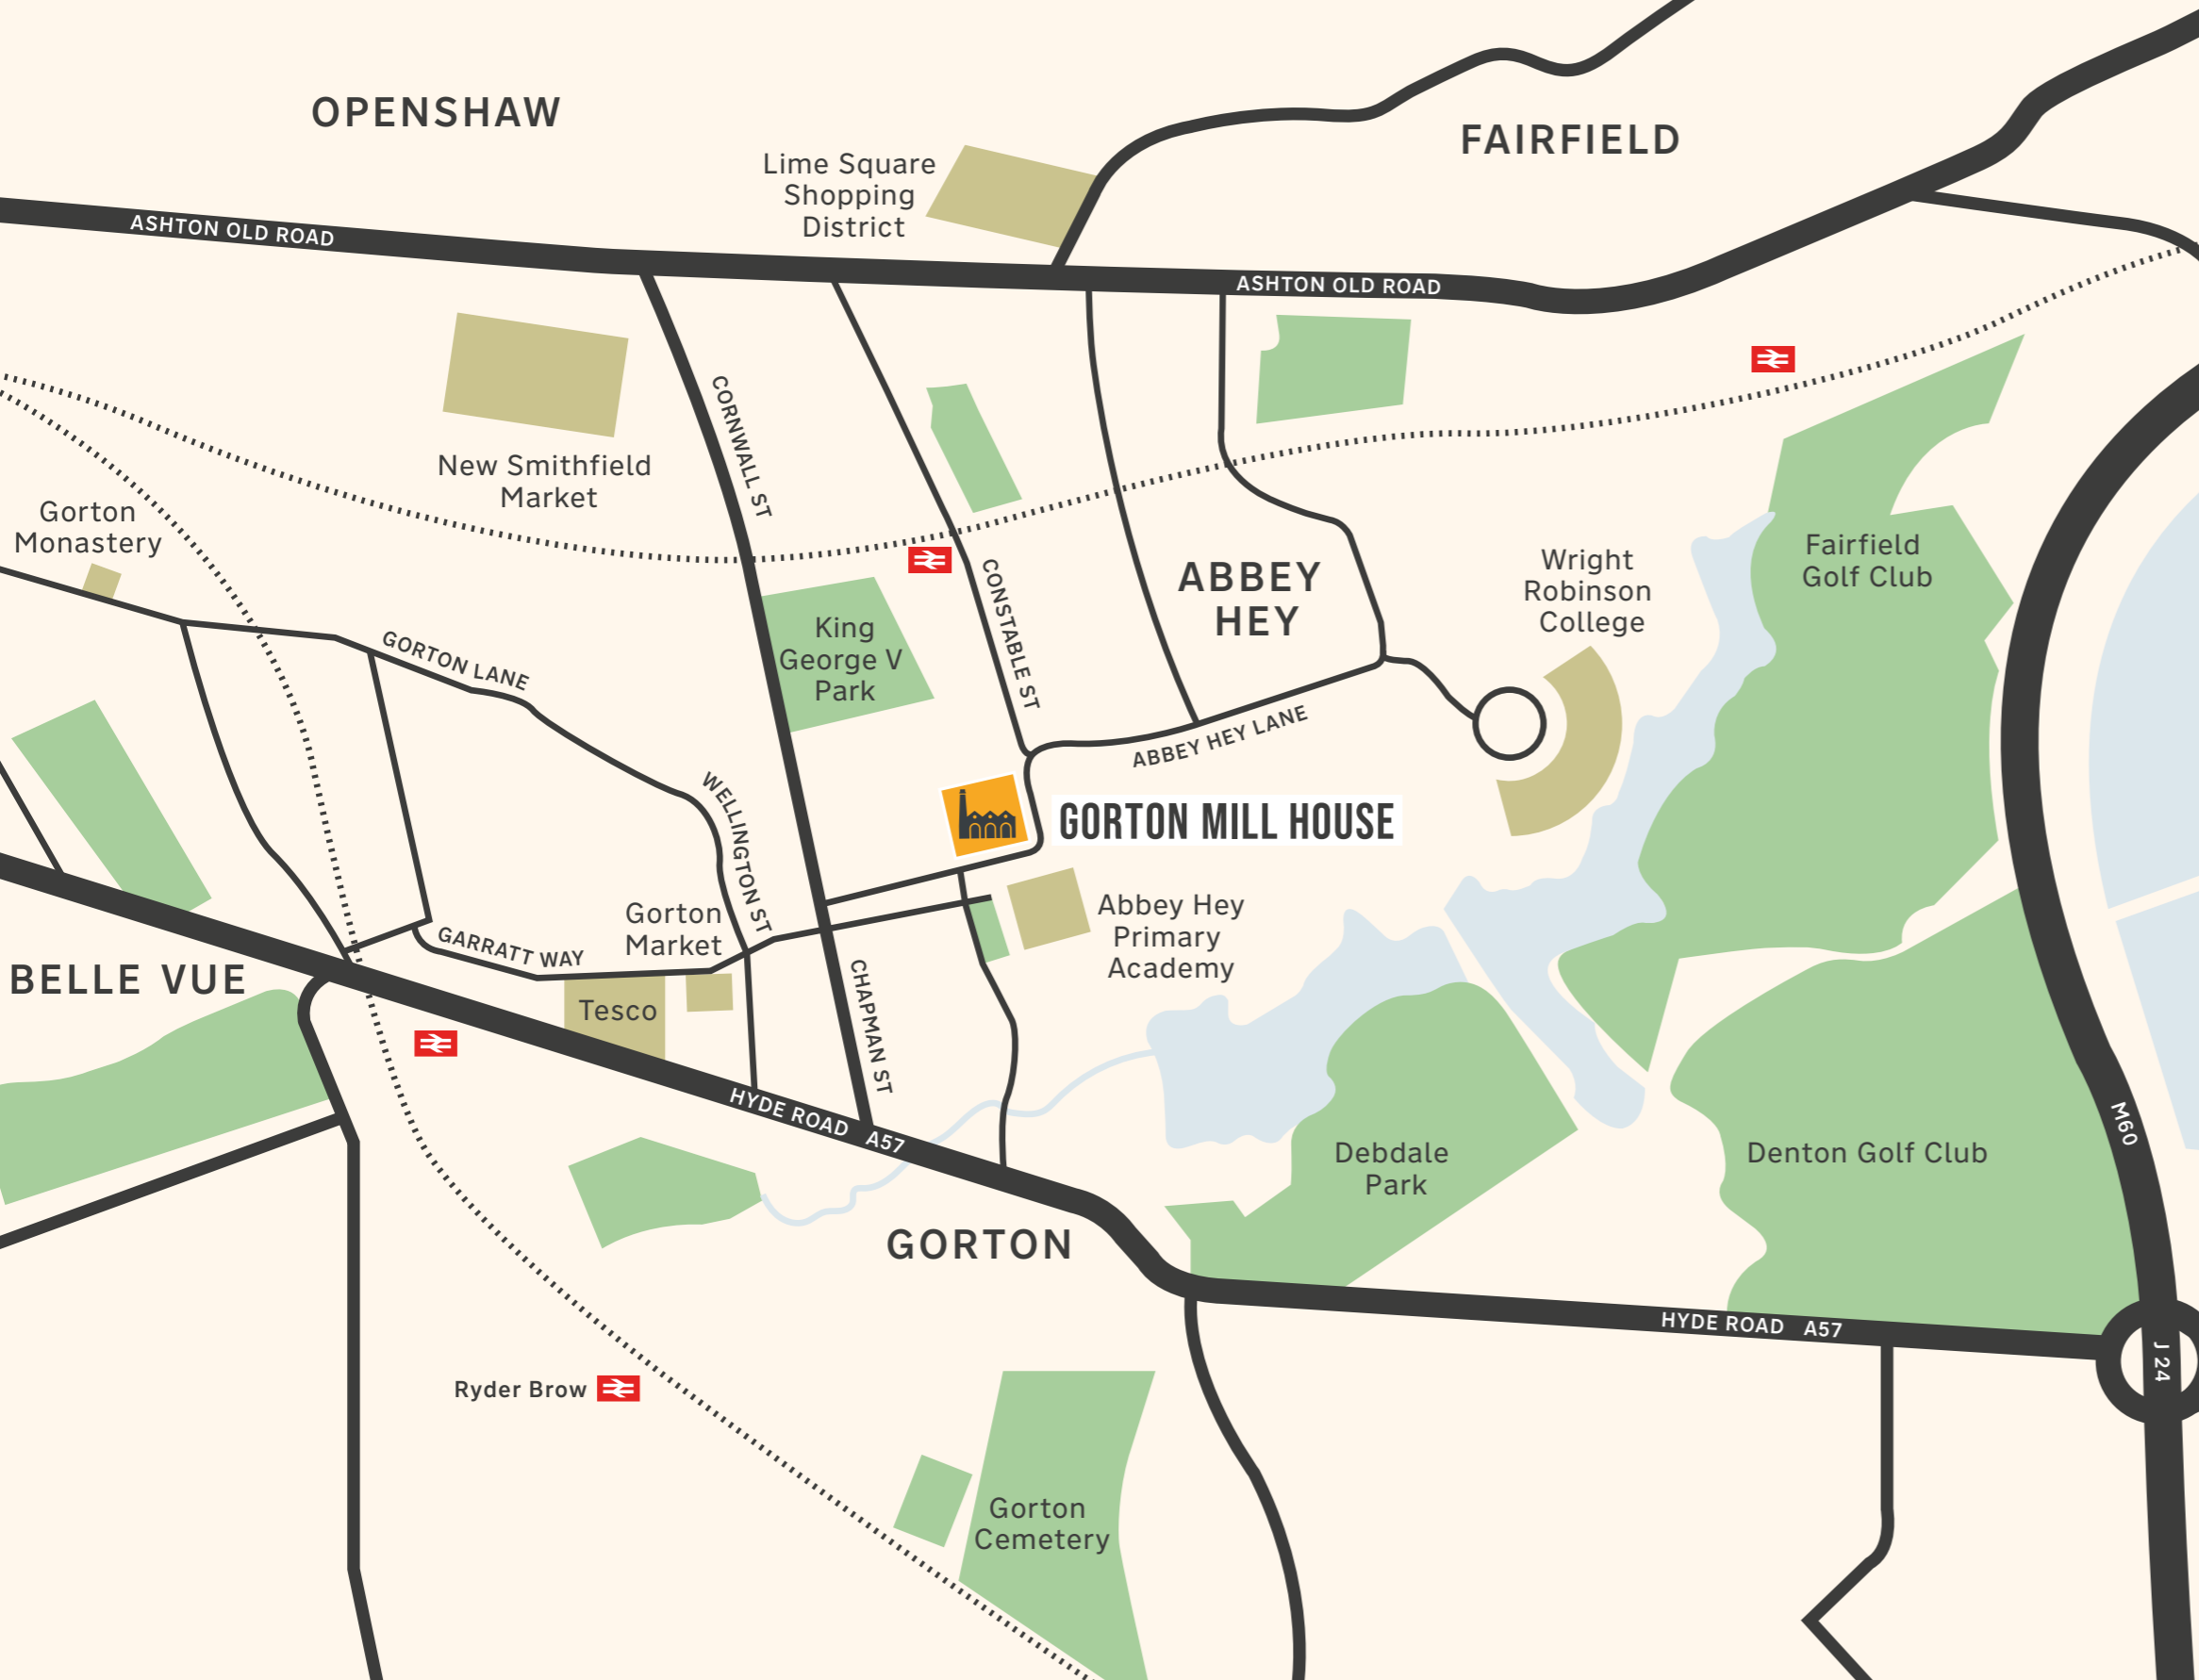 OPENSHAW
FAIRFIELD
Lime Square
Shopping
District
ASHTON OLD ROAD
ASHTON OLD ROAD
CORNWALL ST
New Smithfield
Market
Gorton
Monastery
Wright
Robinson
College
Fairfield
Golf Club
ABBEY
HEY
CONSTABLE ST
King
George V
Park
GORTON LANE
ABBEY HEY LANE
WELLINGTON ST
GORTON MILL HOUSE
Gorton
Market
Abbey Hey
Primary
Academy
GARRATT WAY
BELLE VUE
Tesco
CHAPMAN ST
HYDE ROAD A57
M60
Debdale
Park
Denton Golf Club
GORTON
HYDE ROAD A57
J 24
Ryder Brow
Gorton
Cemetery